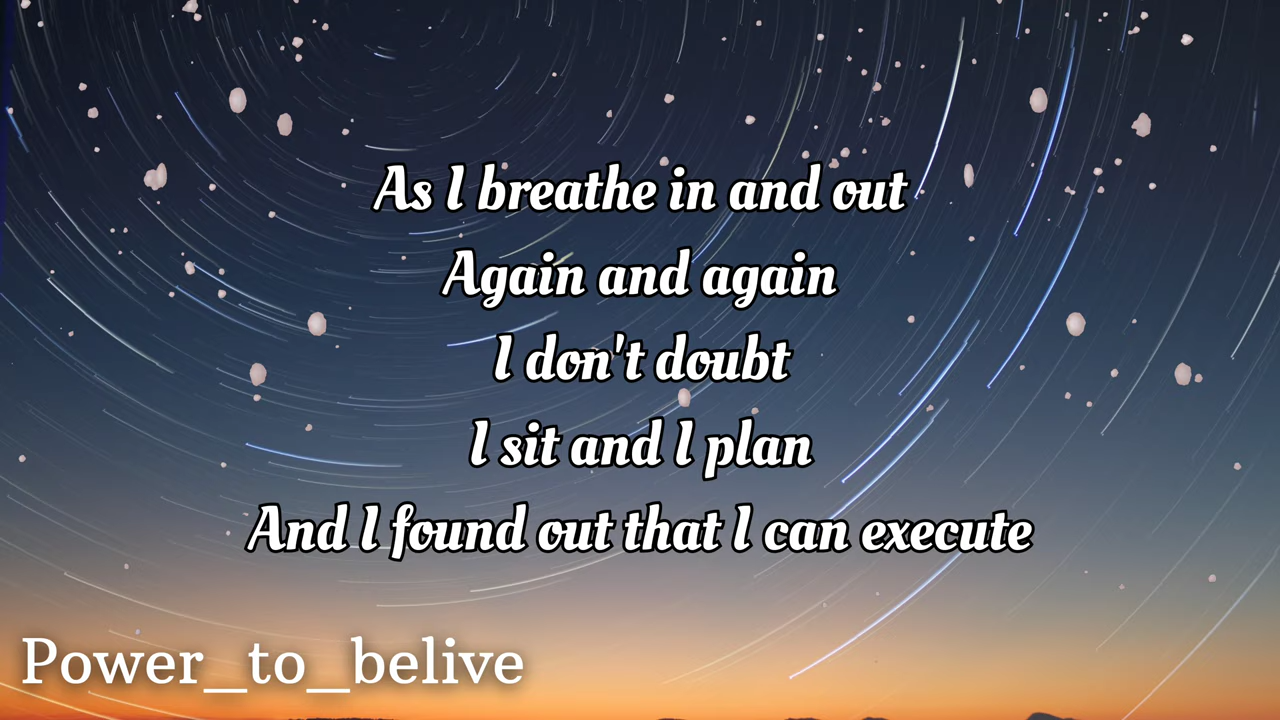 As I breathe in and out
Again and again
I don't doubt
I sit and I plan
And I found out that I can execute
Power_to_belive